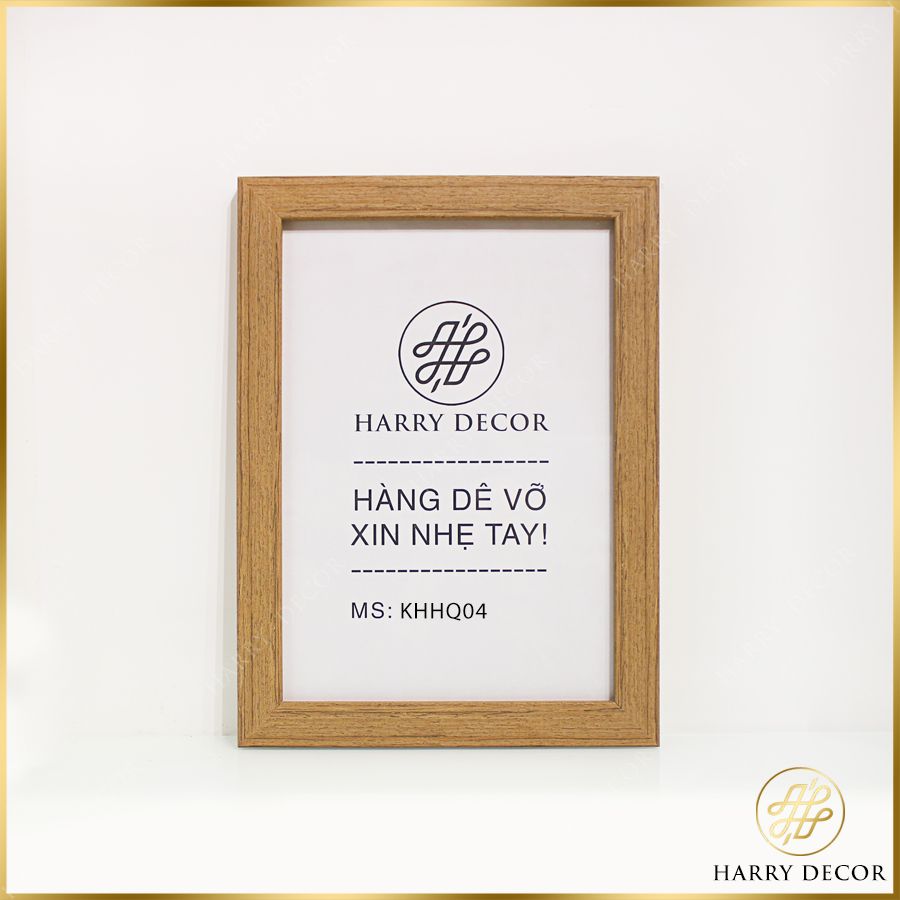 HARRY DECOR
-----------------
HÀNG DÊ VỠ
XIN NHẸ TAY!
-----------------
MS: KHHQ04
HARRY DECOR